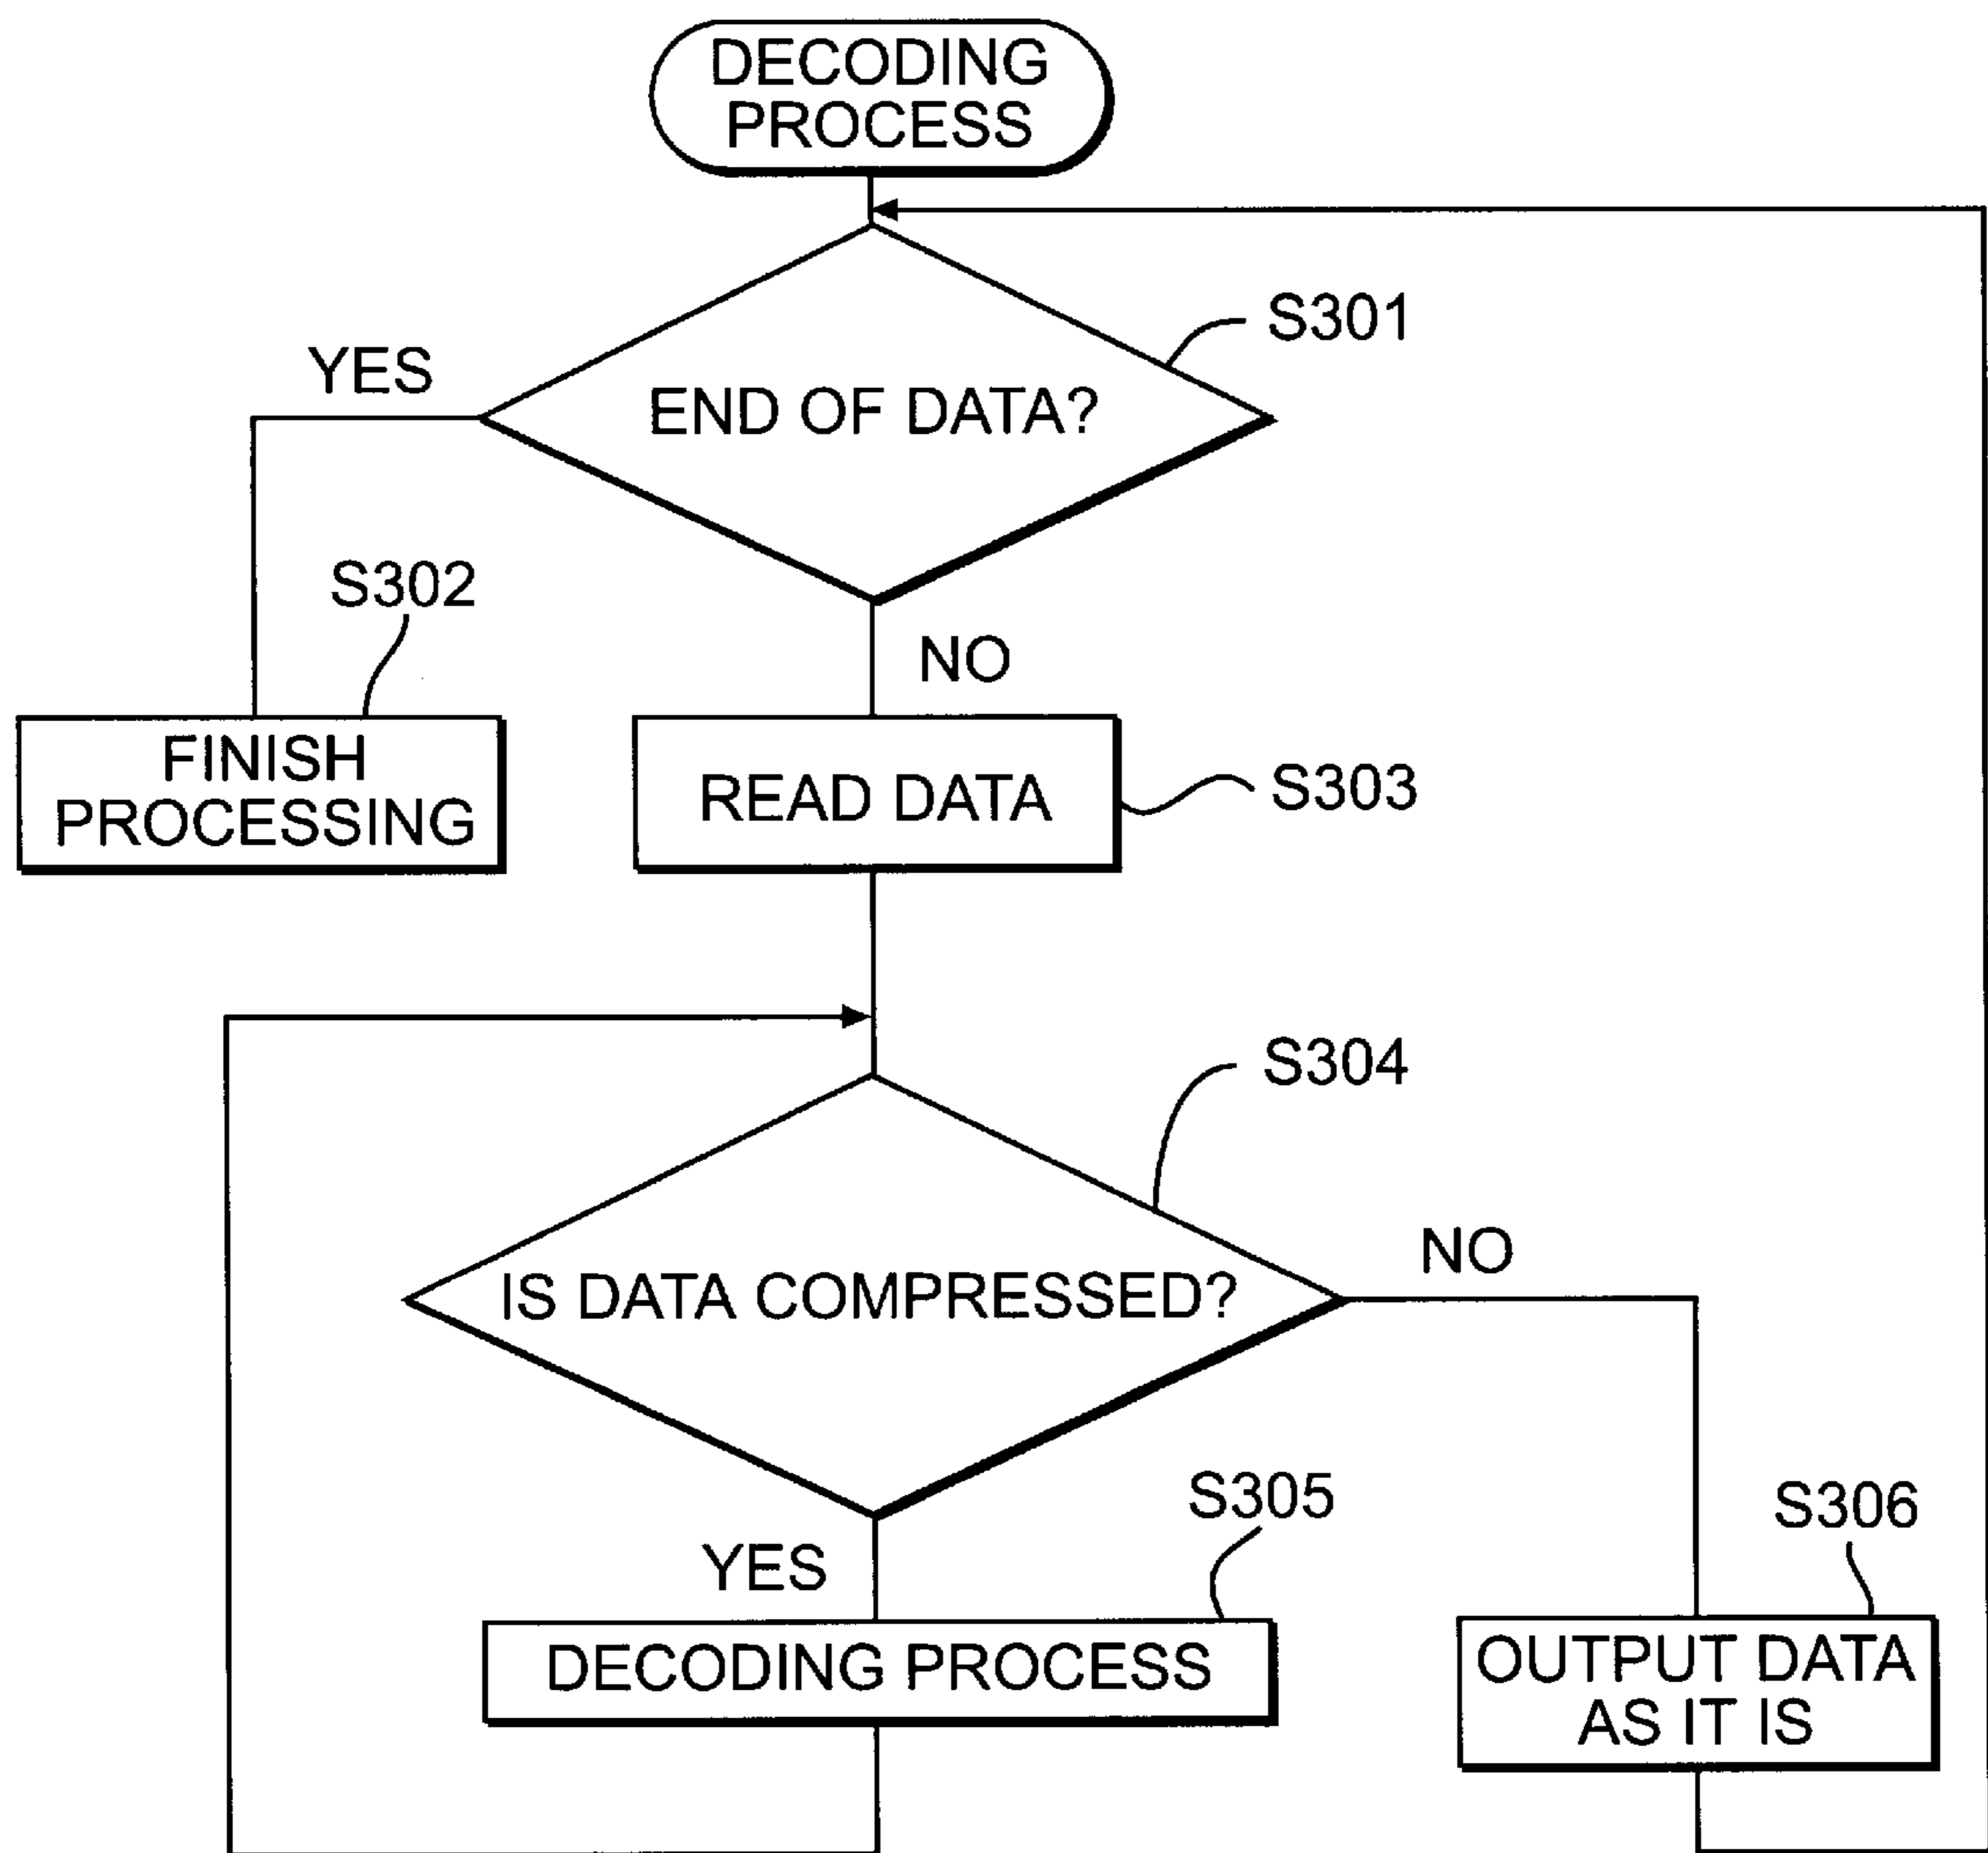 DECODING
PROCESS
S301
YES
END OF DATA?
S302
NO
FINISH
PROCESSING
READ DATA
S303
S304
NO
IS DATA COMPRESSED?
S305
S306
YES
DECODING PROCESS
OUTPUT DATA
AS IT IS